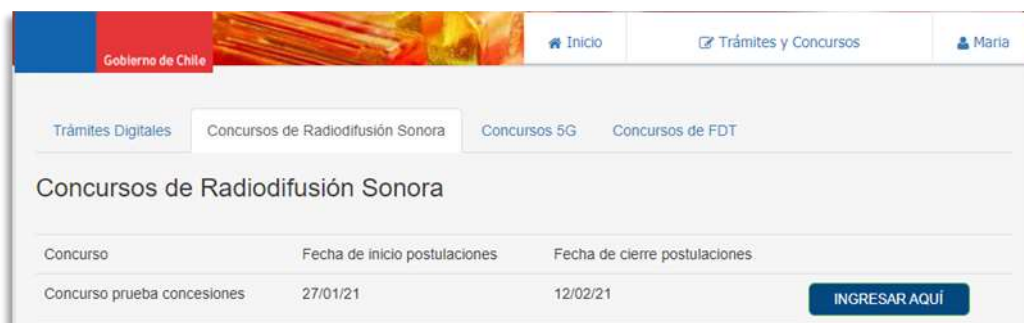 Gobierno de Chile
Inicio Trámites y Concursos Maria
Trámites Digitales Concursos de Radiodifusión Sonora Concursos 5G Concursos de FDT
Concursos de Radiodifusión Sonora
Concurso Fecha de inicio postulaciones Fecha de cierre postulaciones
Concurso prueba concesiones 27/01/21 12/02/21 INGRESAR AQUÍ